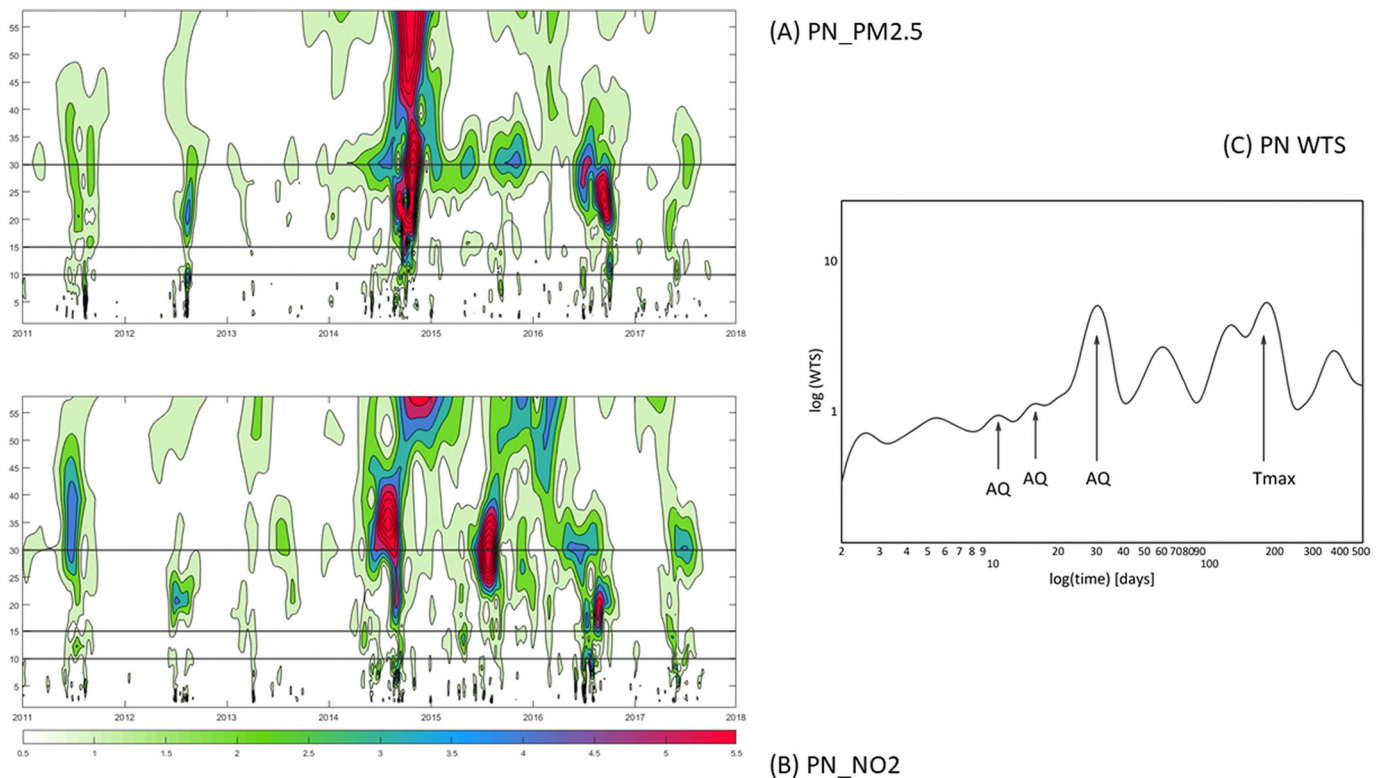 (A) PN_PM2.5
55
50
45
40
35
30
25
20
15
10
5
2011 2012 2013 2014 2015 2016 2017 2018
(C) PN WTS
10
1
log (WTS)
AQ AQ AQ Tmax
2 3 4 5 6 7 8 9 10 20 30 40 50 60 70 80 90 100 200 300 400 500
log(time) [days]
55
50
45
40
35
30
25
20
15
10
5
2011 2012 2013 2014 2015 2016 2017 2018
0.5 1 1.5 2 2.5 3 3.5 4 4.5 5 5.5
(B) PN_NO2